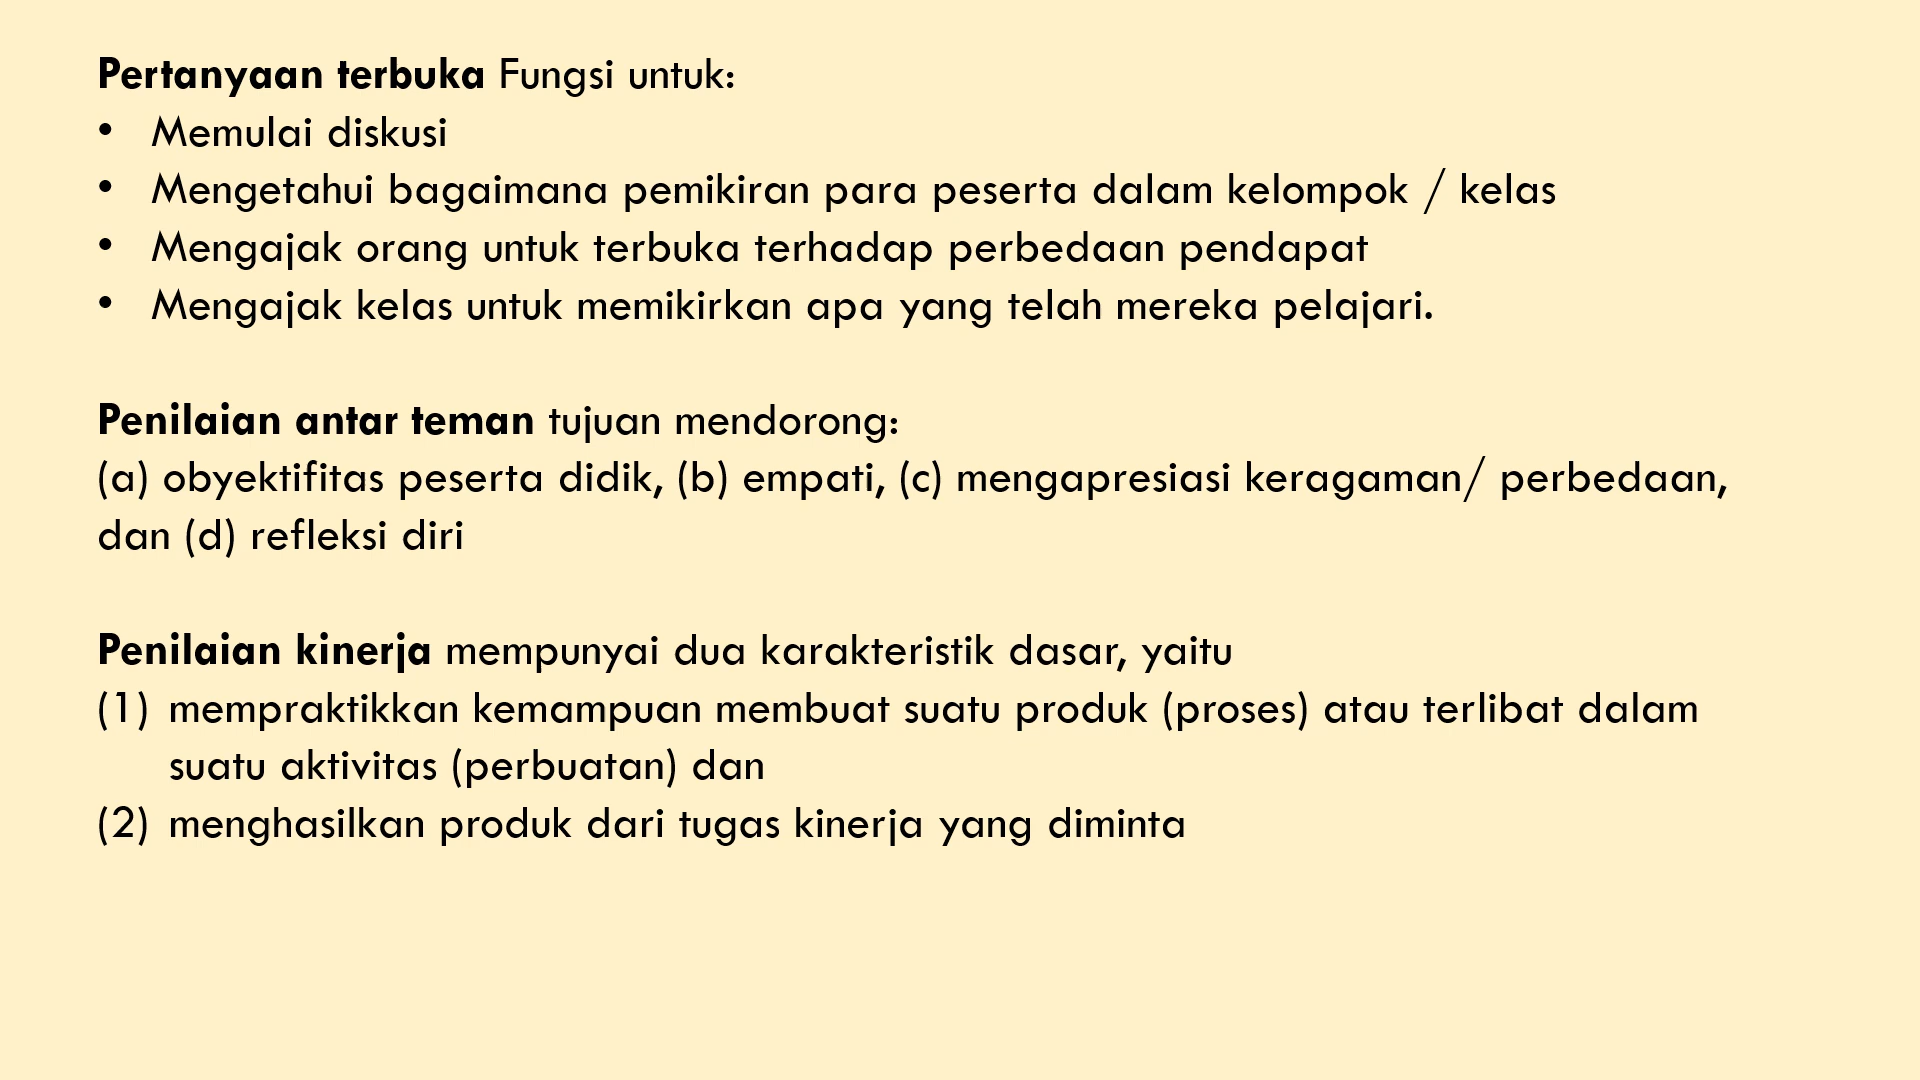 Pertanyaan terbuka Fungsi untuk:
• Memulai diskusi
• Mengetahui bagaimana pemikiran para peserta dalam kelompok / kelas
• Mengajak orang untuk terbuka terhadap perbedaan pendapat
• Mengajak kelas untuk memikirkan apa yang telah mereka pelajari.
Penilaian antar teman tujuan mendorong:
(a) obyektifitas peserta didik, (b) empati, (c) mengapresiasi keragaman/ perbedaan,
dan (d) refleksi diri
Penilaian kinerja mempunyai dua karakteristik dasar, yaitu
(1) mempraktikkan kemampuan membuat suatu produk (proses) atau terlibat dalam
suatu aktivitas (perbuatan) dan
(2) menghasilkan produk dari tugas kinerja yang diminta